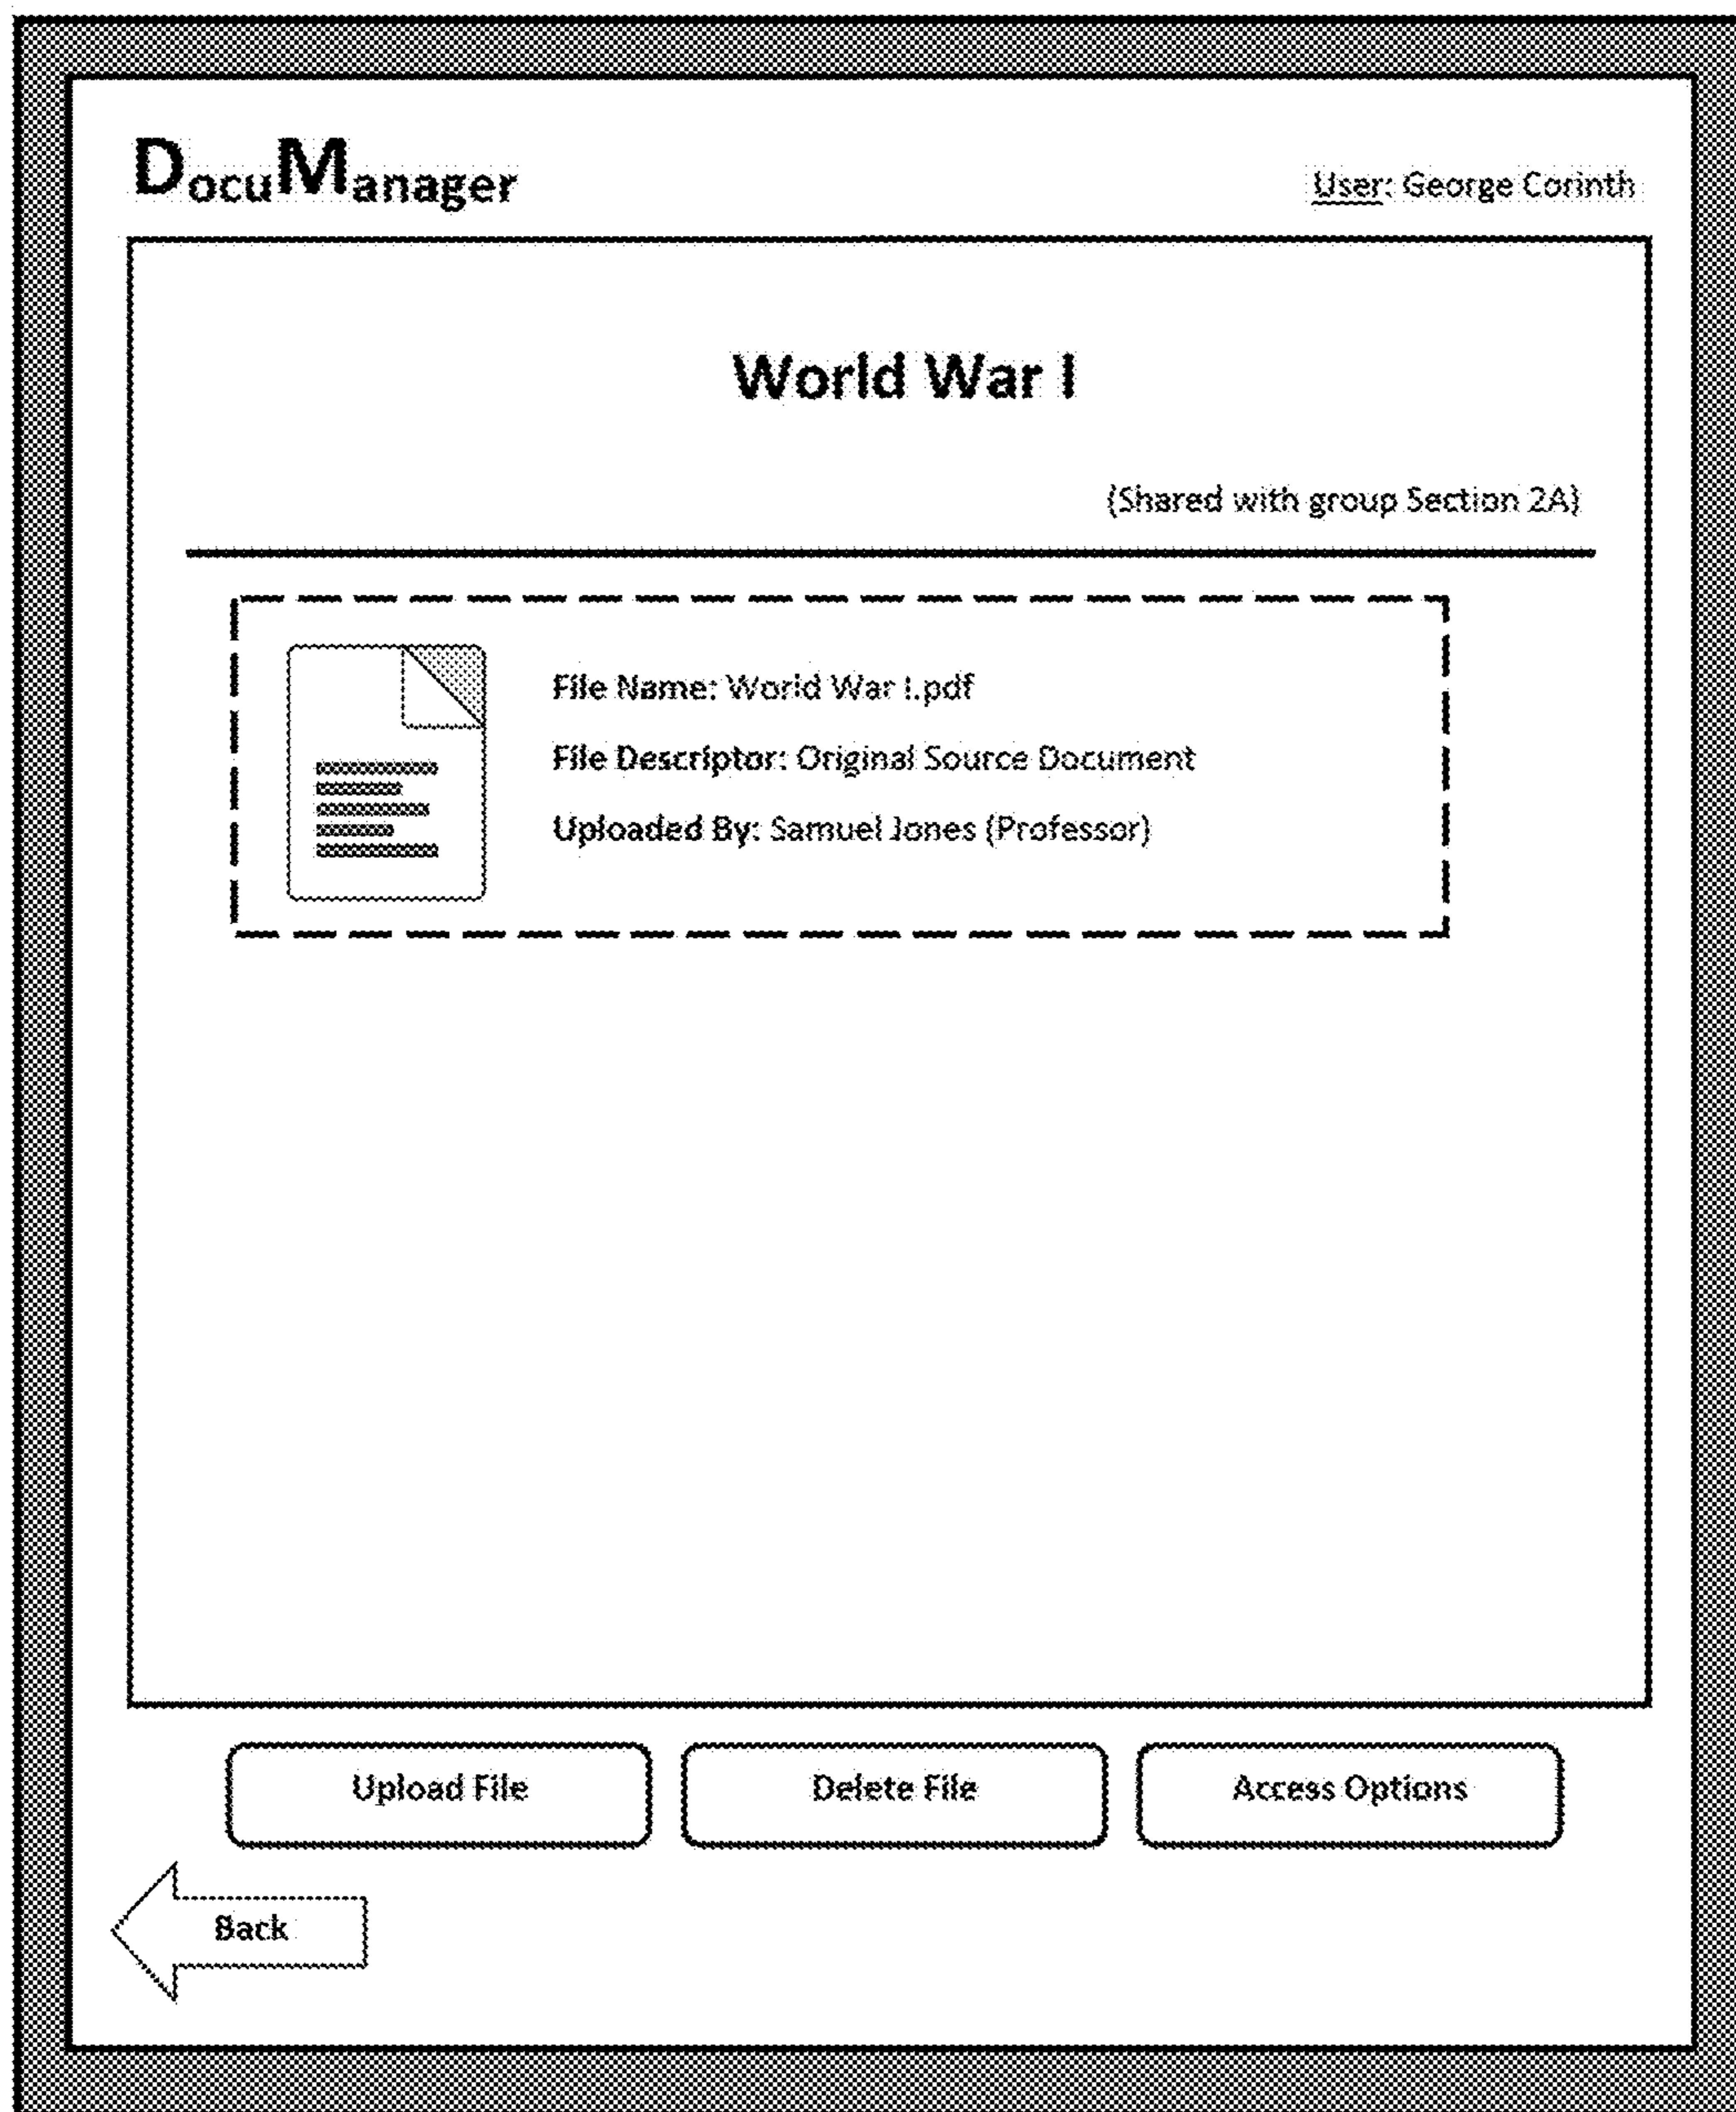 DocuManager
User: George Corinth
World War I
(Shared with group Section 2A)
File Name: World War I.pdf
File Descriptor: Original Source Document
Uploaded By: Samuel Jones (Professor)
Upload File
Delete File
Access Options
Back